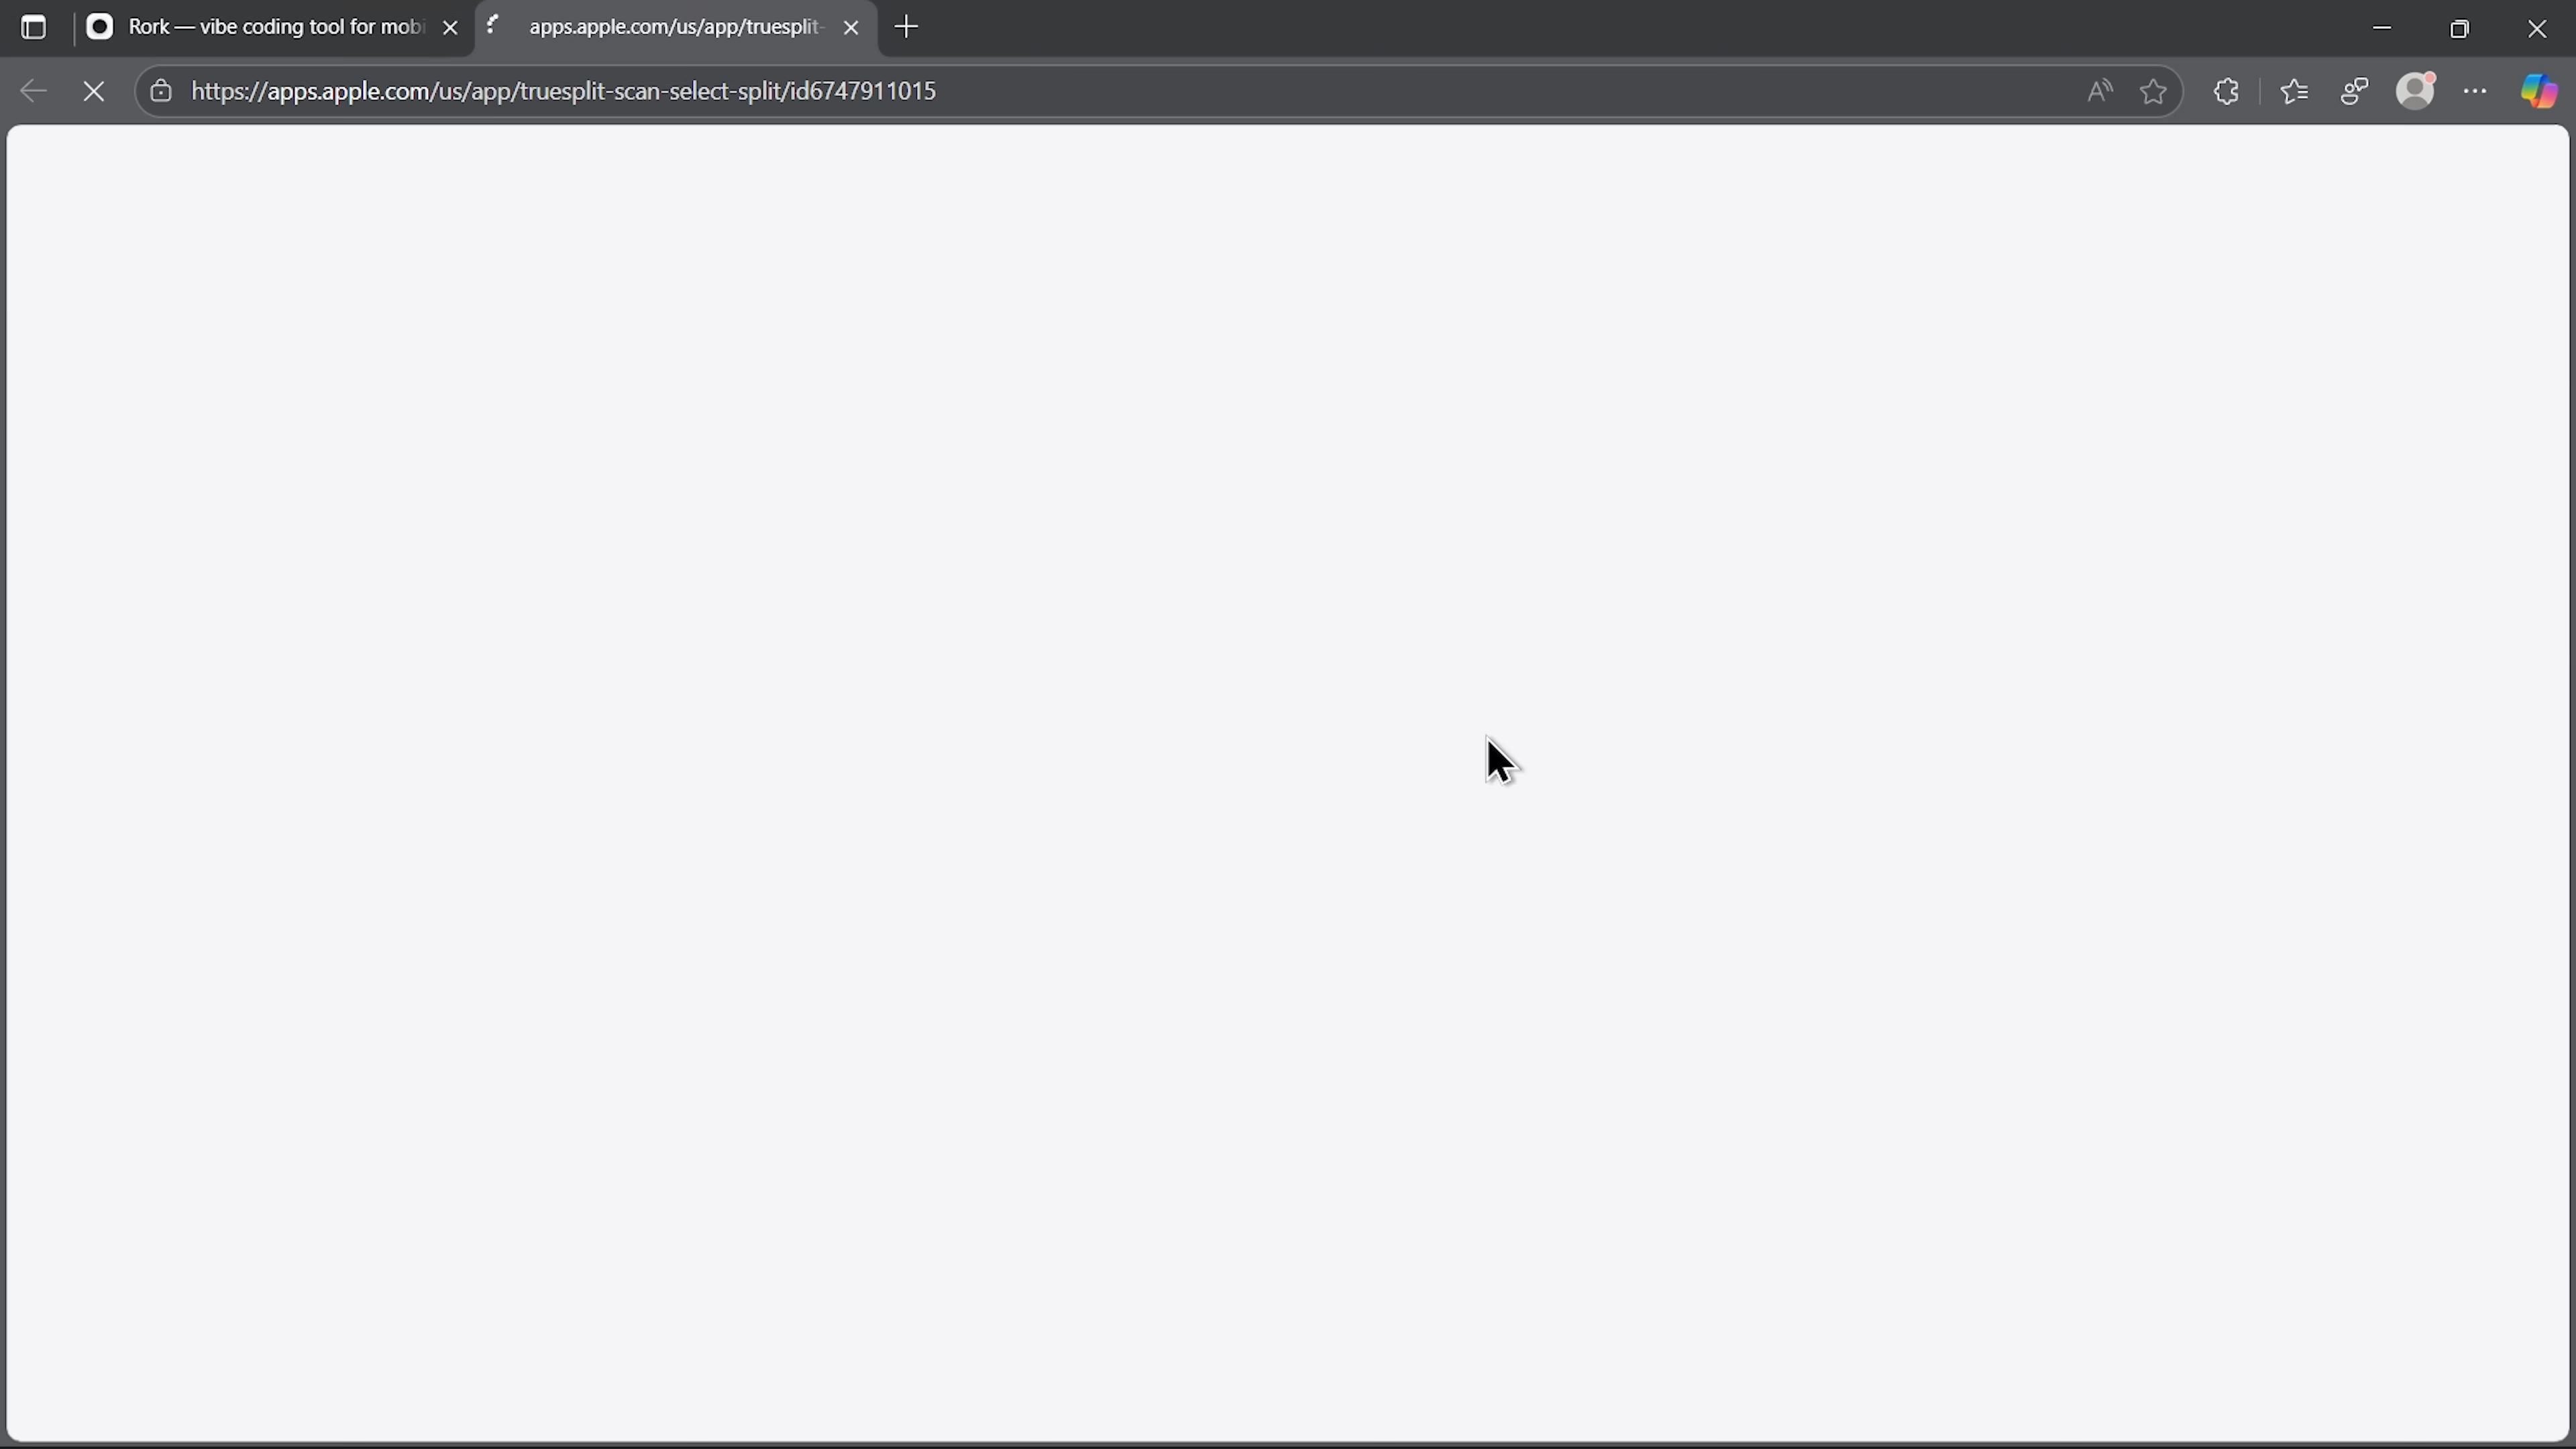 Rork — vibe coding tool for mobi
apps.apple.com/us/app/truesplit-
https://apps.apple.com/us/app/truesplit-scan-select-split/id6747911015